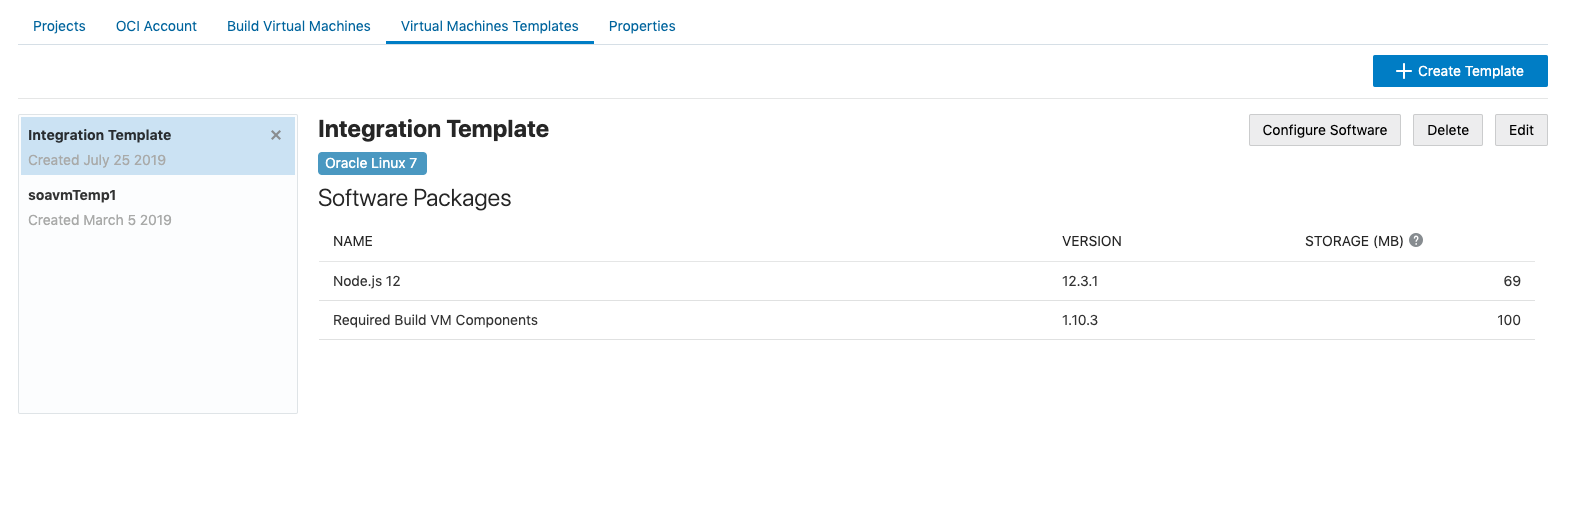 Projects OCI Account Build Virtual Machines Virtual Machines Templates Properties
Create Template
Integration Template
Created July 25 2019
soavmTemp1
Created March 5 2019
Integration Template
Configure Software Delete Edit
Oracle Linux 7
Software Packages
NAME VERSION STORAGE (MB) ?
Node.js 12 12.3.1 69
Required Build VM Components 1.10.3 100